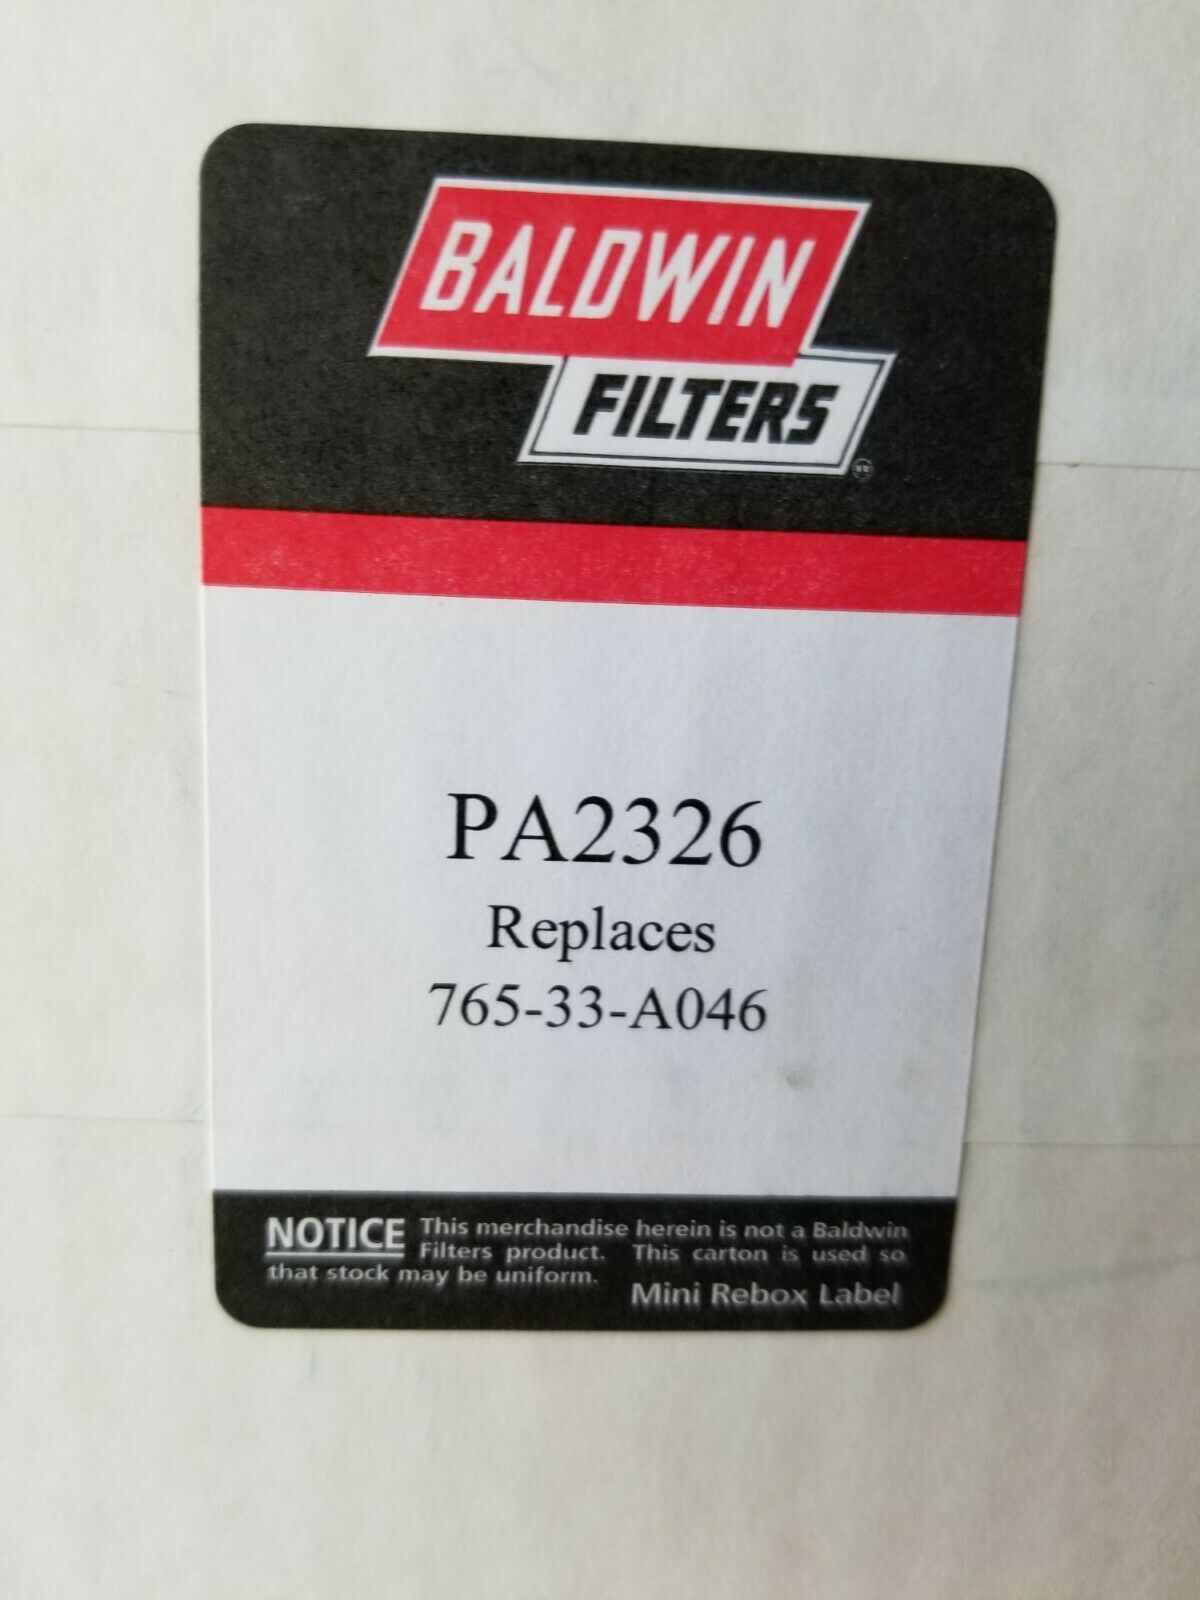 BALDWIN
FILTERS
PA2326
Replaces
765-33-A046
NOTICE This merchandise herein is not a Baldwin
Filters product. This carton is used so
that stock may be uniform.
Mini Rebox Label